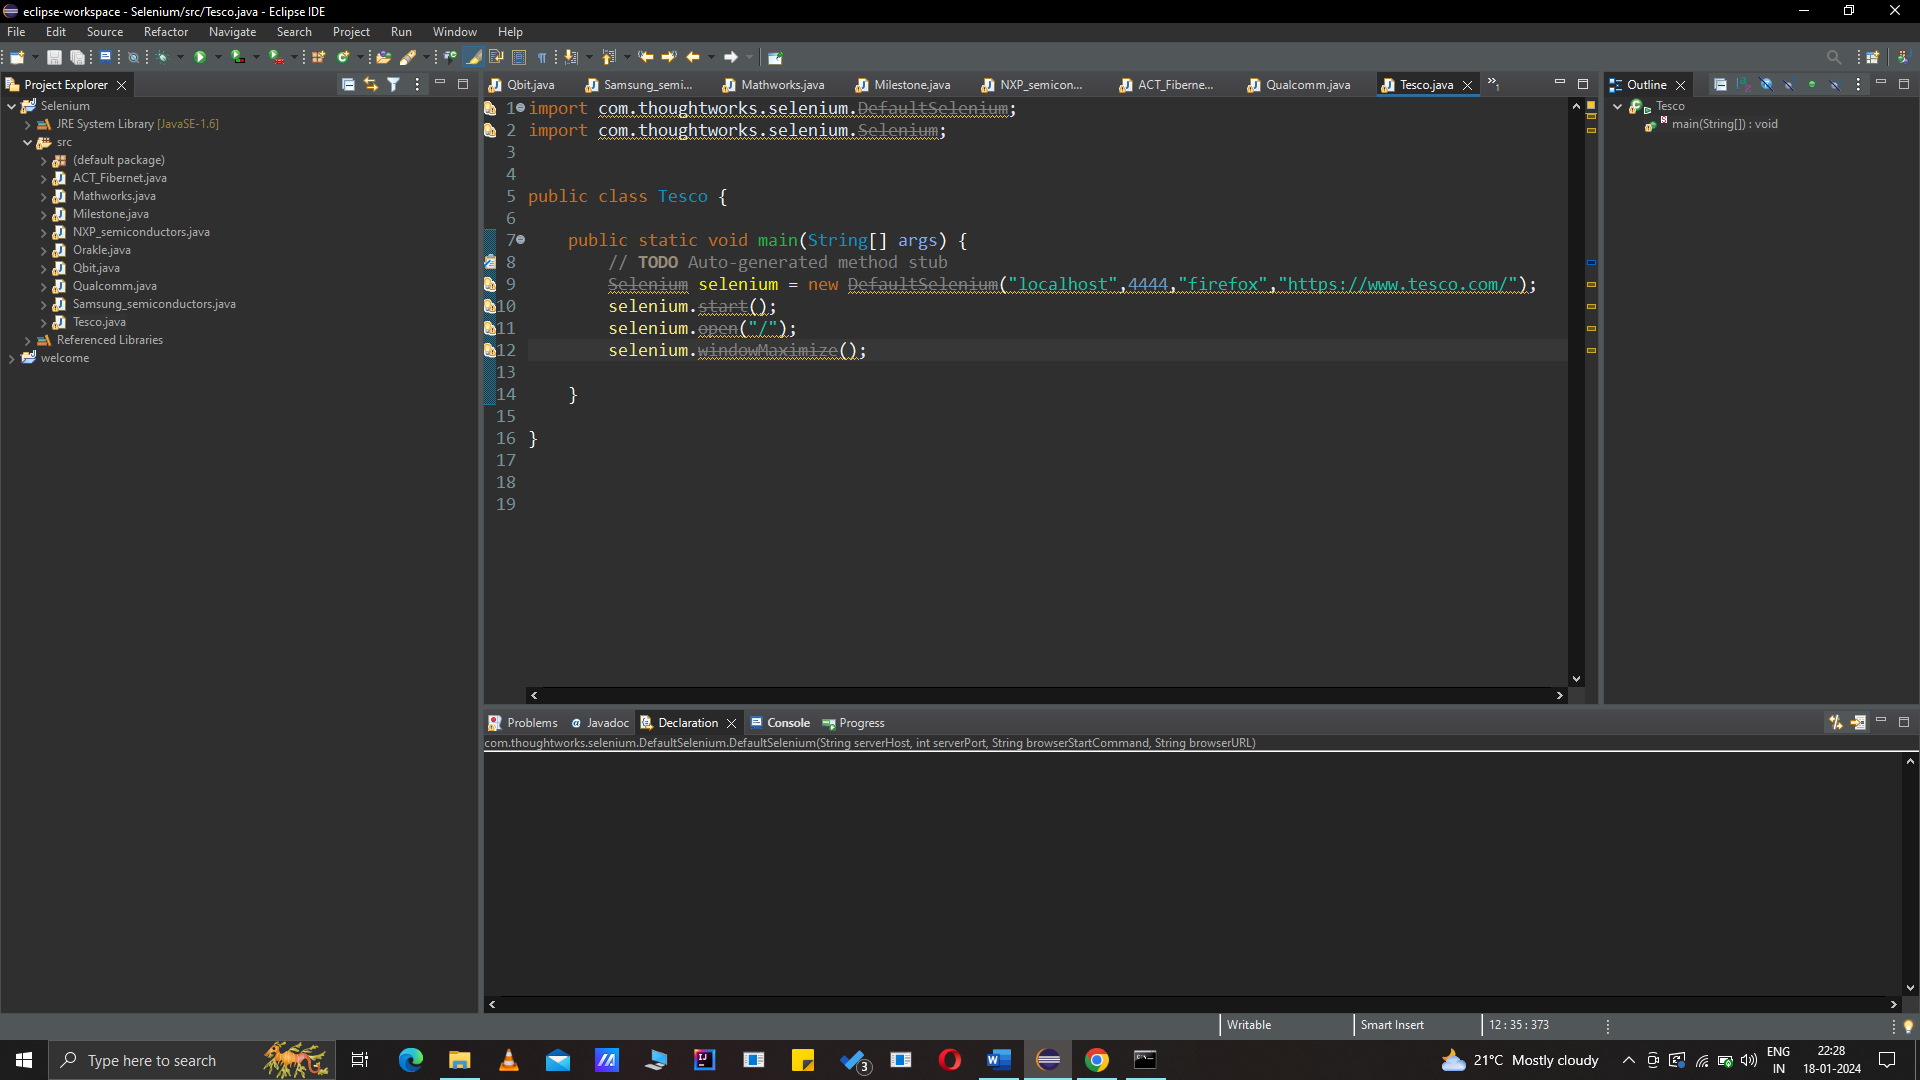 eclipse-workspace - Selenium/src/Tesco.java - Eclipse IDE
File Edit Source Refactor Navigate Search Project Run Window Help
Project Explorer
Selenium
JRE System Library [JavaSE-1.6]
src
(default package)
ACT_Fibernet.java
Mathworks.java
Milestone.java
NXP_semiconductors.java
Orakle.java
Qbit.java
Qualcomm.java
Samsung_semiconductors.java
Tesco.java
Referenced Libraries
welcome
Qbit.java Samsung_semi... Mathworks.java Milestone.java NXP_semicon... ACT_Fiberne... Qualcomm.java Tesco.java »1
1 import com.thoughtworks.selenium.DefaultSelenium;
2 import com.thoughtworks.selenium.Selenium;
3
4
5 public class Tesco {
6
7 public static void main(String[] args) {
8 // TODO Auto-generated method stub
9 Selenium selenium = new DefaultSelenium("localhost",4444,"firefox","https://www.tesco.com/");
10 selenium.start();
11 selenium.open("/");
12 selenium.windowMaximize();
13
14 }
15
16 }
17
18
19
Outline
Tesco
main(String[]) : void
Problems Javadoc Declaration Console Progress
com.thoughtworks.selenium.DefaultSelenium.DefaultSelenium(String serverHost, int serverPort, String browserStartCommand, String browserURL)
Writable Smart Insert 12 : 35 : 373
Type here to search
3
21°C Mostly cloudy
ENG
IN
22:28
18-01-2024